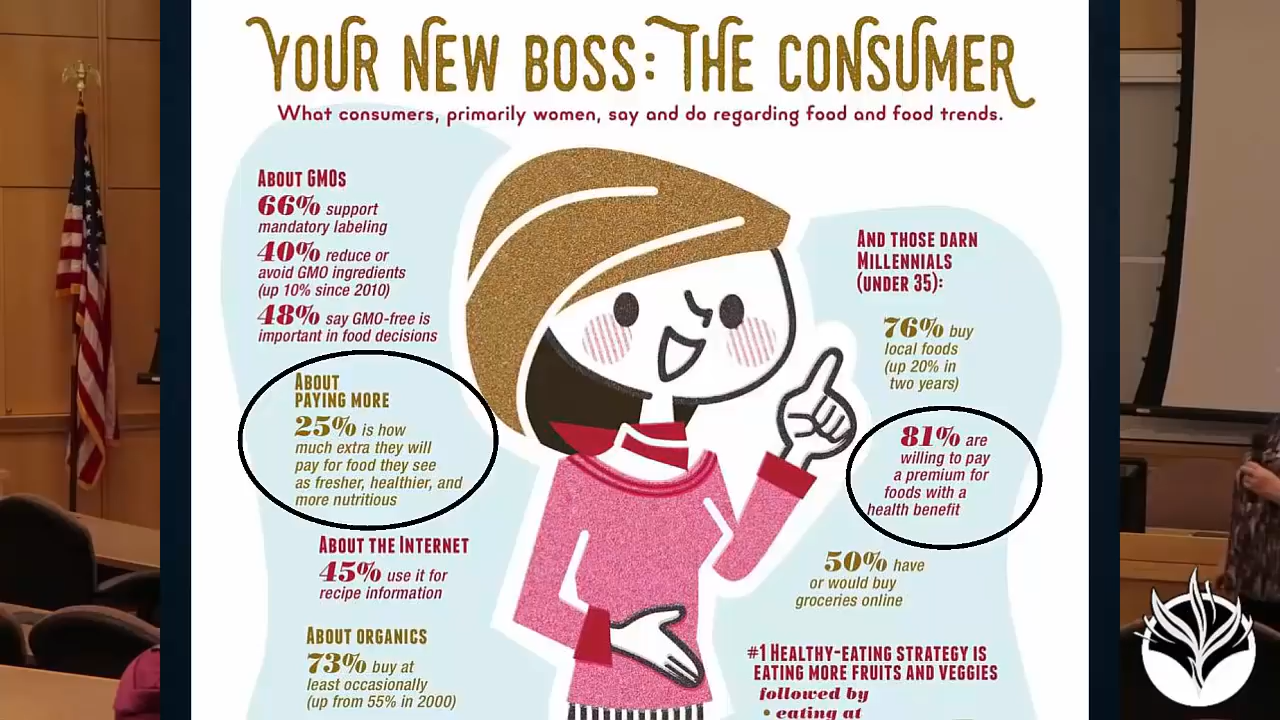 YOUR NEW BOSS: THE CONSUMER
What consumers, primarily women, say and do regarding food and food trends.
ABOUT GMOS
66% support
mandatory labeling
40% reduce or
avoid GMO ingredients
(up 10% since 2010)
48% say GMO-free is
important in food decisions
ABOUT
PAYING MORE
25% is how
much extra they will
pay for food they see
as fresher, healthier, and
more nutritious
ABOUT THE INTERNET
45% use it for
recipe information
ABOUT ORGANICS
73% buy at
least occasionally
(up from 55% in 2000)
AND THOSE DARN
MILLENNIALS
(UNDER 35):
76% buy
local foods
(up 20% in
two years)
81% are
willing to pay
a premium for
foods with a
health benefit
50% have
or would buy
groceries online
#1 HEALTHY-EATING STRATEGY IS
EATING MORE FRUITS AND VEGGIES
followed by
• eating at